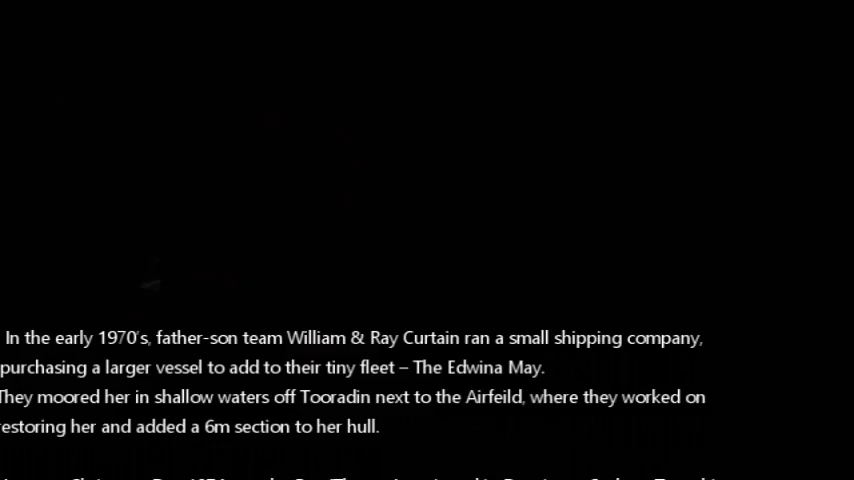 In the early 1970's, father-son team William & Ray Curtain ran a small shipping company,
purchasing a larger vessel to add to their tiny fleet – The Edwina May.
They moored her in shallow waters off Tooradin next to the Airfeild, where they worked on
restoring her and added a 6m section to her hull.